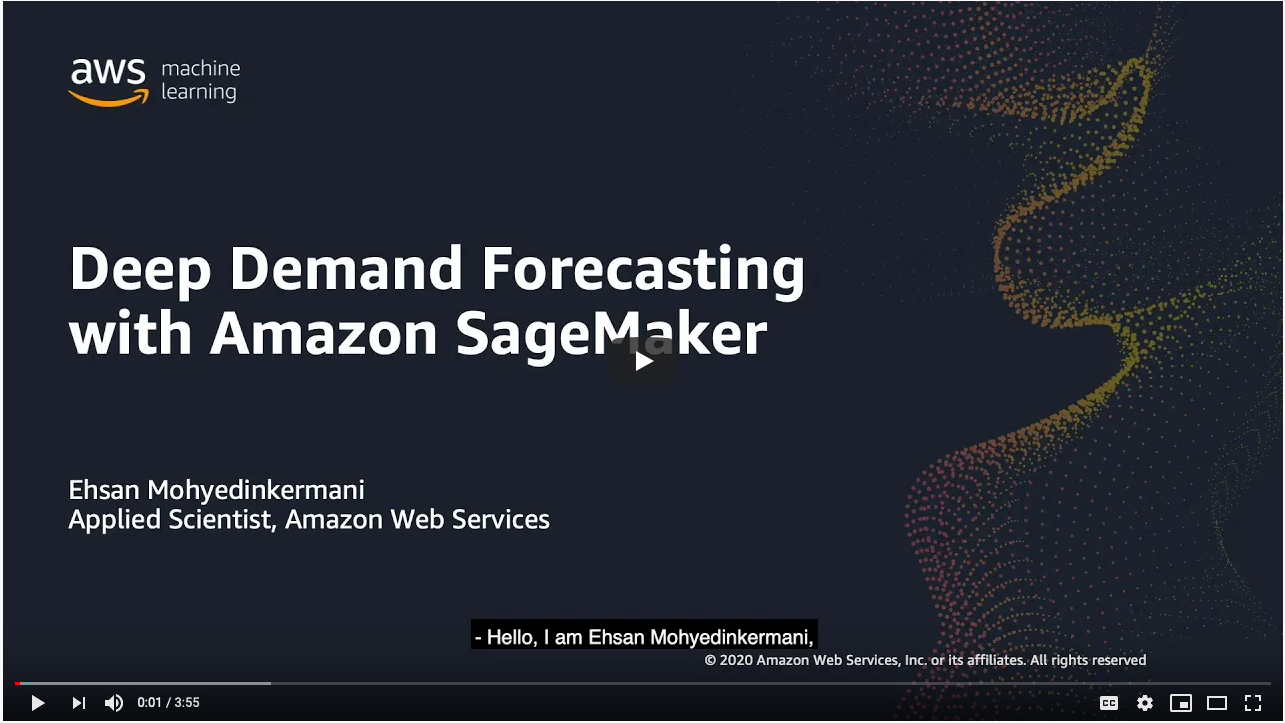 aws machine
learning
Deep Demand Forecasting
with Amazon SageMaker
Ehsan Mohyedinkermani
Applied Scientist, Amazon Web Services
- Hello, I am Ehsan Mohyedinkermani,
© 2020 Amazon Web Services, Inc. or its affiliates. All rights reserved
0:01 / 3:55
CC